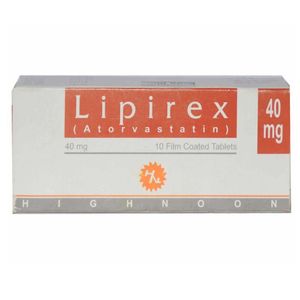 Lipirex
(Atorvastatin)
40 mg
10 Film Coated Tablets
40
mg
HIGHNOON